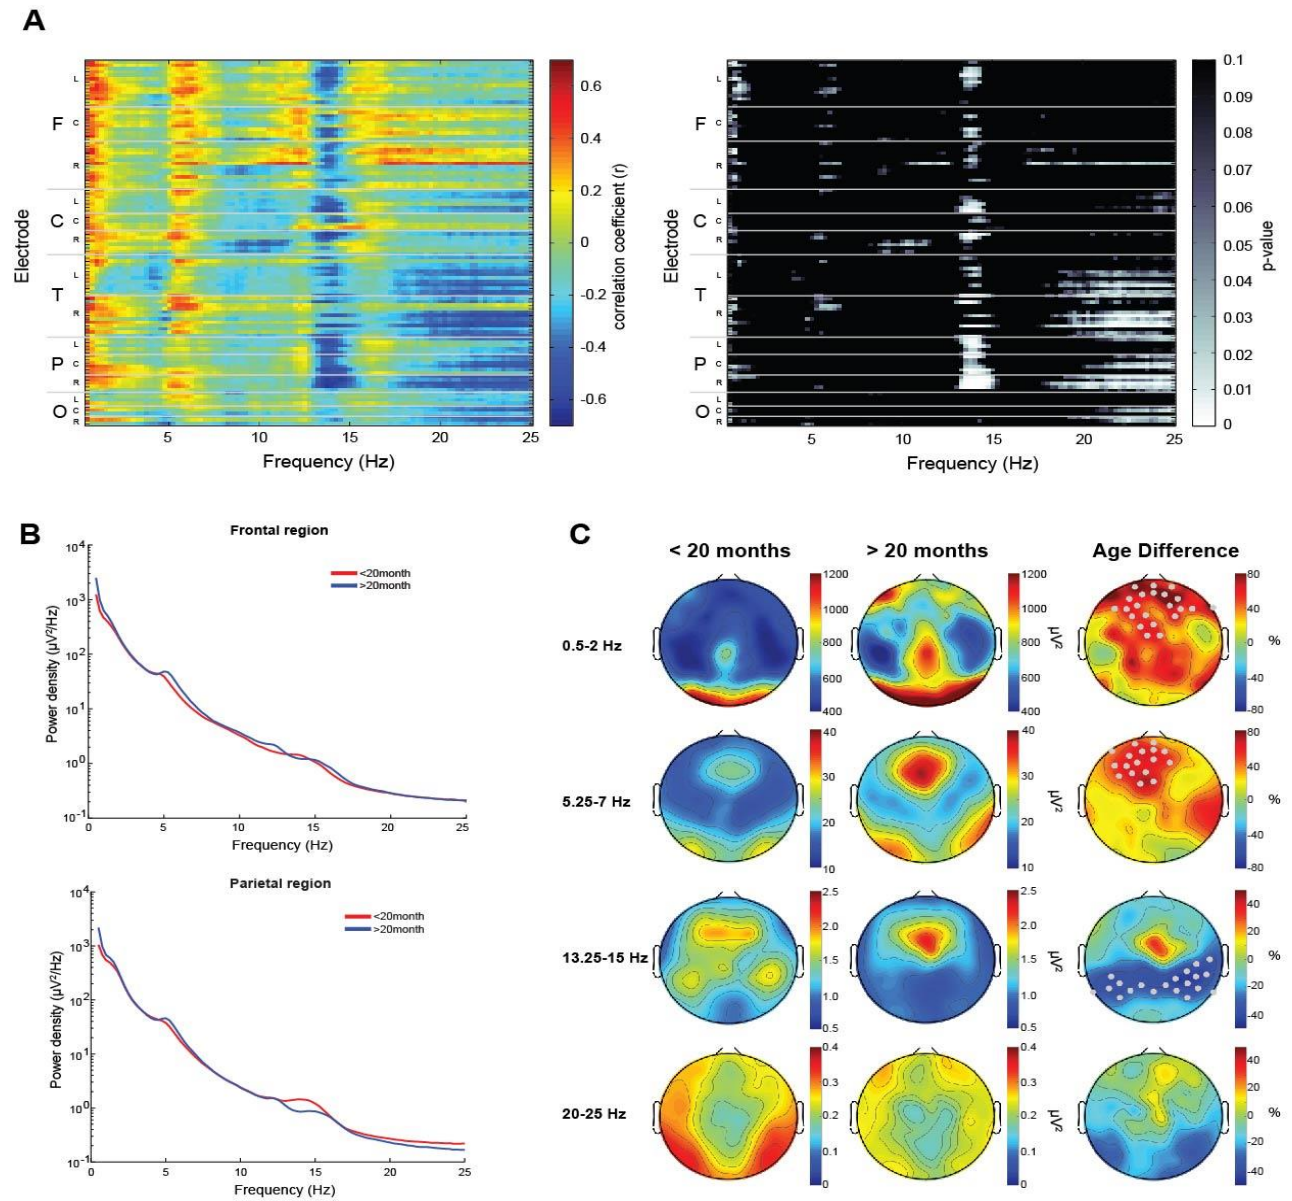 A
Electrode
F
L
C
R
C
L
C
R
T
L
R
P
L
C
R
O
L
C
R
5 10 15 20 25
Frequency (Hz)
0.6
0.4
0.2
0
-0.2
-0.4
-0.6
correlation coefficient (r)
Electrode
F
L
C
R
C
L
C
R
T
L
R
P
L
C
R
O
L
C
R
5 10 15 20 25
Frequency (Hz)
0.1
0.09
0.08
0.07
0.06
0.05
0.04
0.03
0.02
0.01
0
p-value
B
Frontal region
<20month
>20month
Power density (µV²/Hz)
10⁴
10³
10²
10¹
10⁰
10⁻¹
0 5 10 15 20 25
Frequency (Hz)
Parietal region
<20month
>20month
Power density (µV²/Hz)
10⁴
10³
10²
10¹
10⁰
10⁻¹
0 5 10 15 20 25
Frequency (Hz)
C
< 20 months > 20 months Age Difference
0.5-2 Hz
1200
1000
800
600
400
1200
1000
800
600
400
µV²
80
40
0
-40
-80
%
5.25-7 Hz
40
30
20
10
40
30
20
10
µV²
80
40
0
-40
-80
%
13.25-15 Hz
2.5
2.0
1.5
1.0
0.5
2.5
2.0
1.5
1.0
0.5
µV²
40
20
0
-20
-40
%
20-25 Hz
0.4
0.3
0.2
0.1
0
0.4
0.3
0.2
0.1
0
µV²
40
20
0
-20
-40
%